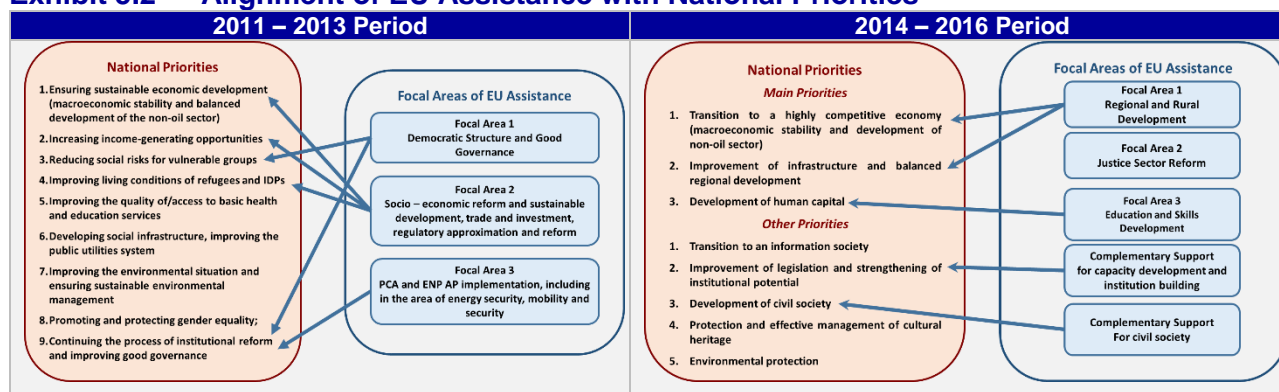 Exhibit 3.2 Alignment of EU Assistance with National Priorities
2011 – 2013 Period
National Priorities
1. Ensuring sustainable economic development
(macroeconomic stability and balanced
development of the non-oil sector)
2. Increasing income-generating opportunities
3. Reducing social risks for vulnerable groups
4. Improving living conditions of refugees and IDPs
5. Improving the quality of/access to basic health
and education services
6. Developing social infrastructure, improving the
public utilities system
7. Improving the environmental situation and
ensuring sustainable environmental
management
8. Promoting and protecting gender equality;
9. Continuing the process of institutional reform
and improving good governance
Focal Areas of EU Assistance
Focal Area 1
Democratic Structure and Good
Governance
Focal Area 2
Socio – economic reform and sustainable
development, trade and investment,
regulatory approximation and reform
Focal Area 3
PCA and ENP AP implementation, including
in the area of energy security, mobility and
security
2014 – 2016 Period
National Priorities
Main Priorities
1. Transition to a highly competitive economy
(macroeconomic stability and development of
non-oil sector)
2. Improvement of infrastructure and balanced
regional development
3. Development of human capital
Other Priorities
1. Transition to an information society
2. Improvement of legislation and strengthening of
institutional potential
3. Development of civil society
4. Protection and effective management of cultural
heritage
5. Environmental protection
Focal Areas of EU Assistance
Focal Area 1
Regional and Rural
Development
Focal Area 2
Justice Sector Reform
Focal Area 3
Education and Skills
Development
Complementary Support
for capacity development and
institution building
Complementary Support
For civil society